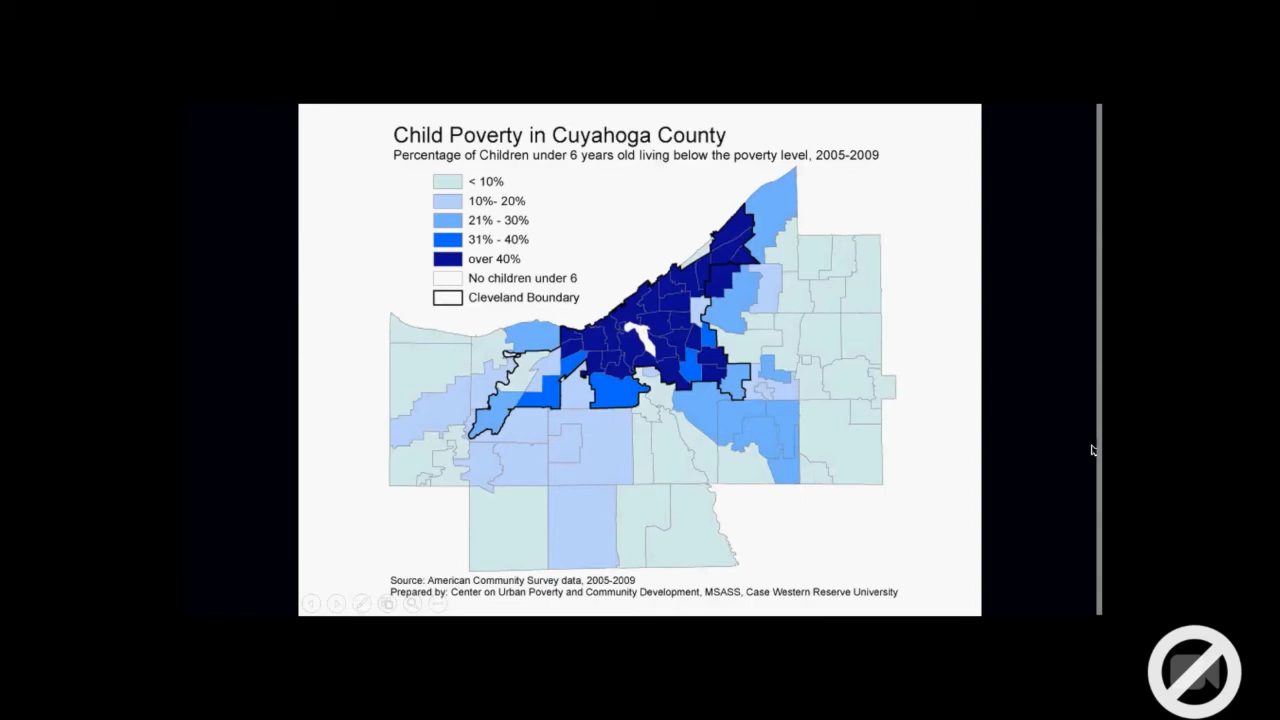 Child Poverty in Cuyahoga County
Percentage of Children under 6 years old living below the poverty level, 2005-2009
< 10%
10%- 20%
21% - 30%
31% - 40%
over 40%
No children under 6
Cleveland Boundary
Source: American Community Survey data, 2005-2009
Prepared by: Center on Urban Poverty and Community Development, MSASS, Case Western Reserve University